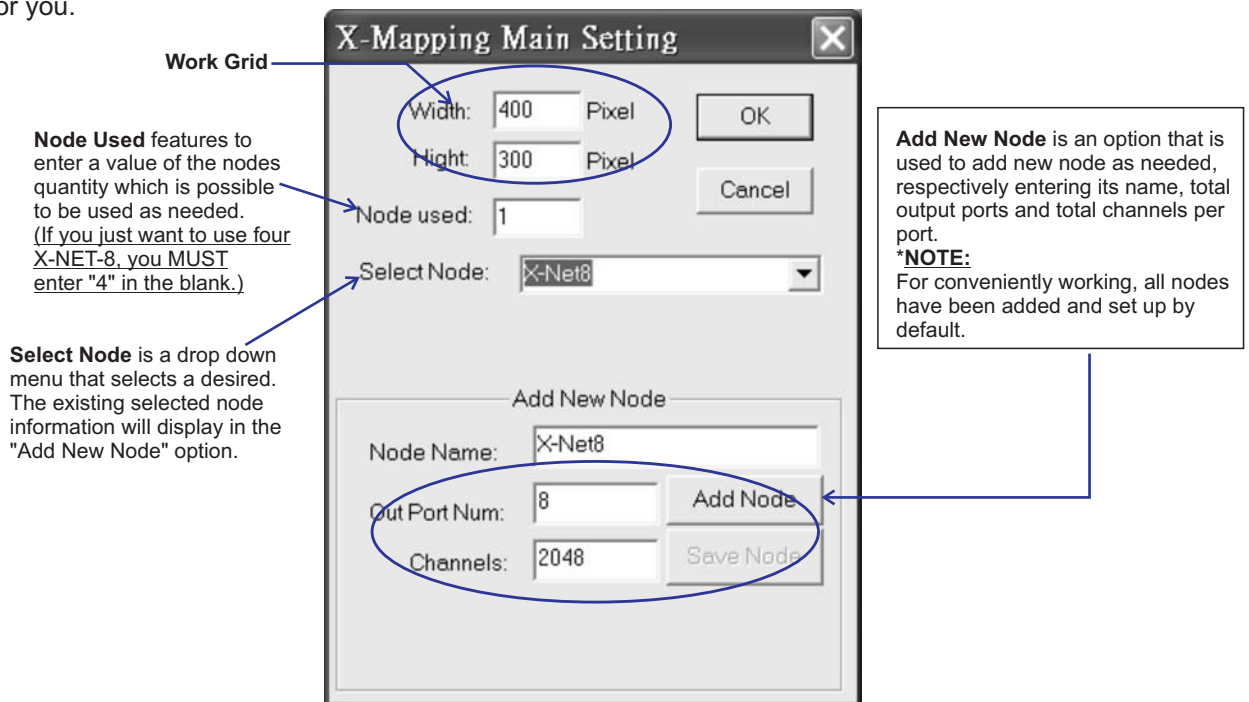 or you.
X-Mapping Main Setting
Work Grid
Width: 400 Pixel
OK
Hight: 300 Pixel
Cancel
Node used: 1
Select Node: X-Net8
Node Used features to
enter a value of the nodes
quantity which is possible
to be used as needed.
(If you just want to use four
X-NET-8, you MUST
enter "4" in the blank.)
Select Node is a drop down
menu that selects a desired.
The existing selected node
information will display in the
"Add New Node" option.
Add New Node is an option that is
used to add new node as needed,
respectively entering its name, total
output ports and total channels per
port.
*NOTE:
For conveniently working, all nodes
have been added and set up by
default.
Add New Node
Node Name: X-Net8
Out Port Num: 8
Add Node
Channels: 2048
Save Node